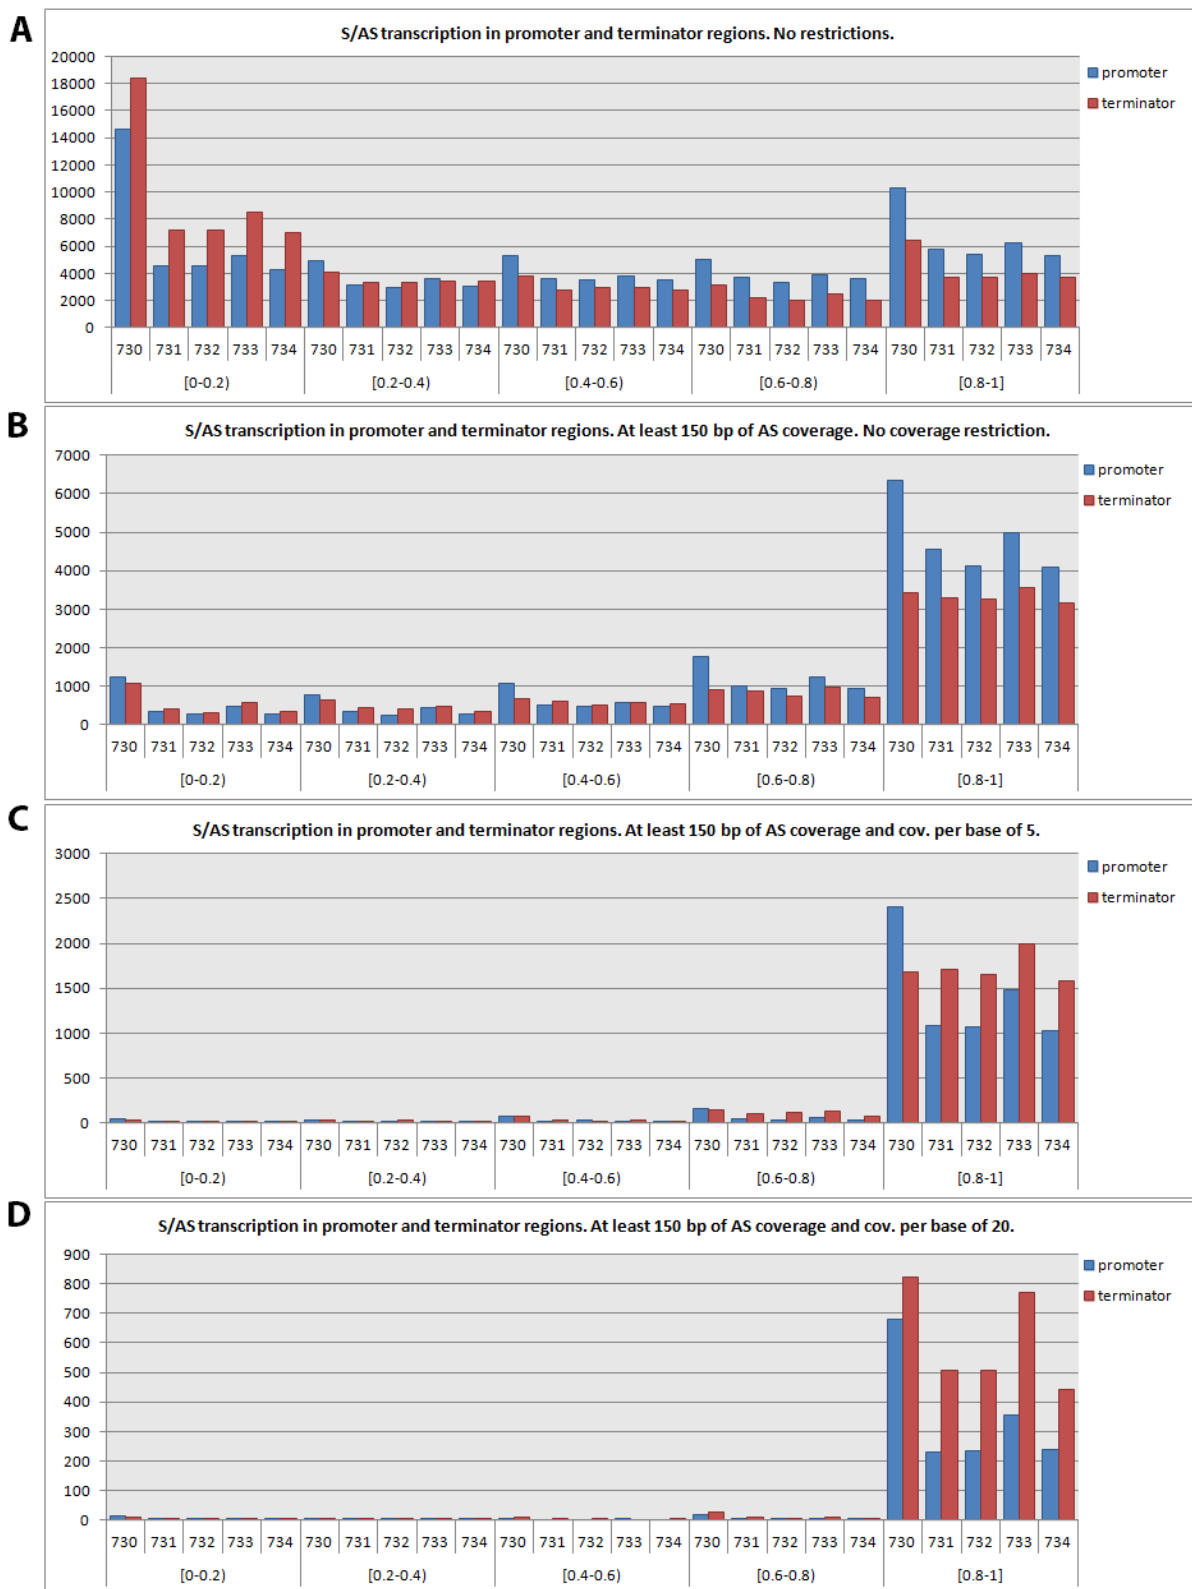 A
S/AS transcription in promoter and terminator regions. No restrictions.
20000
18000
16000
14000
12000
10000
8000
6000
4000
2000
0
promoter
terminator
730 731 732 733 734 730 731 732 733 734 730 731 732 733 734 730 731 732 733 734 730 731 732 733 734
[0-0.2) [0.2-0.4) [0.4-0.6) [0.6-0.8) [0.8-1]
B
S/AS transcription in promoter and terminator regions. At least 150 bp of AS coverage. No coverage restriction.
7000
6000
5000
4000
3000
2000
1000
0
promoter
terminator
730 731 732 733 734 730 731 732 733 734 730 731 732 733 734 730 731 732 733 734 730 731 732 733 734
[0-0.2) [0.2-0.4) [0.4-0.6) [0.6-0.8) [0.8-1]
C
S/AS transcription in promoter and terminator regions. At least 150 bp of AS coverage and cov. per base of 5.
3000
2500
2000
1500
1000
500
0
promoter
terminator
730 731 732 733 734 730 731 732 733 734 730 731 732 733 734 730 731 732 733 734 730 731 732 733 734
[0-0.2) [0.2-0.4) [0.4-0.6) [0.6-0.8) [0.8-1]
D
S/AS transcription in promoter and terminator regions. At least 150 bp of AS coverage and cov. per base of 20.
900
800
700
600
500
400
300
200
100
0
promoter
terminator
730 731 732 733 734 730 731 732 733 734 730 731 732 733 734 730 731 732 733 734 730 731 732 733 734
[0-0.2) [0.2-0.4) [0.4-0.6) [0.6-0.8) [0.8-1]